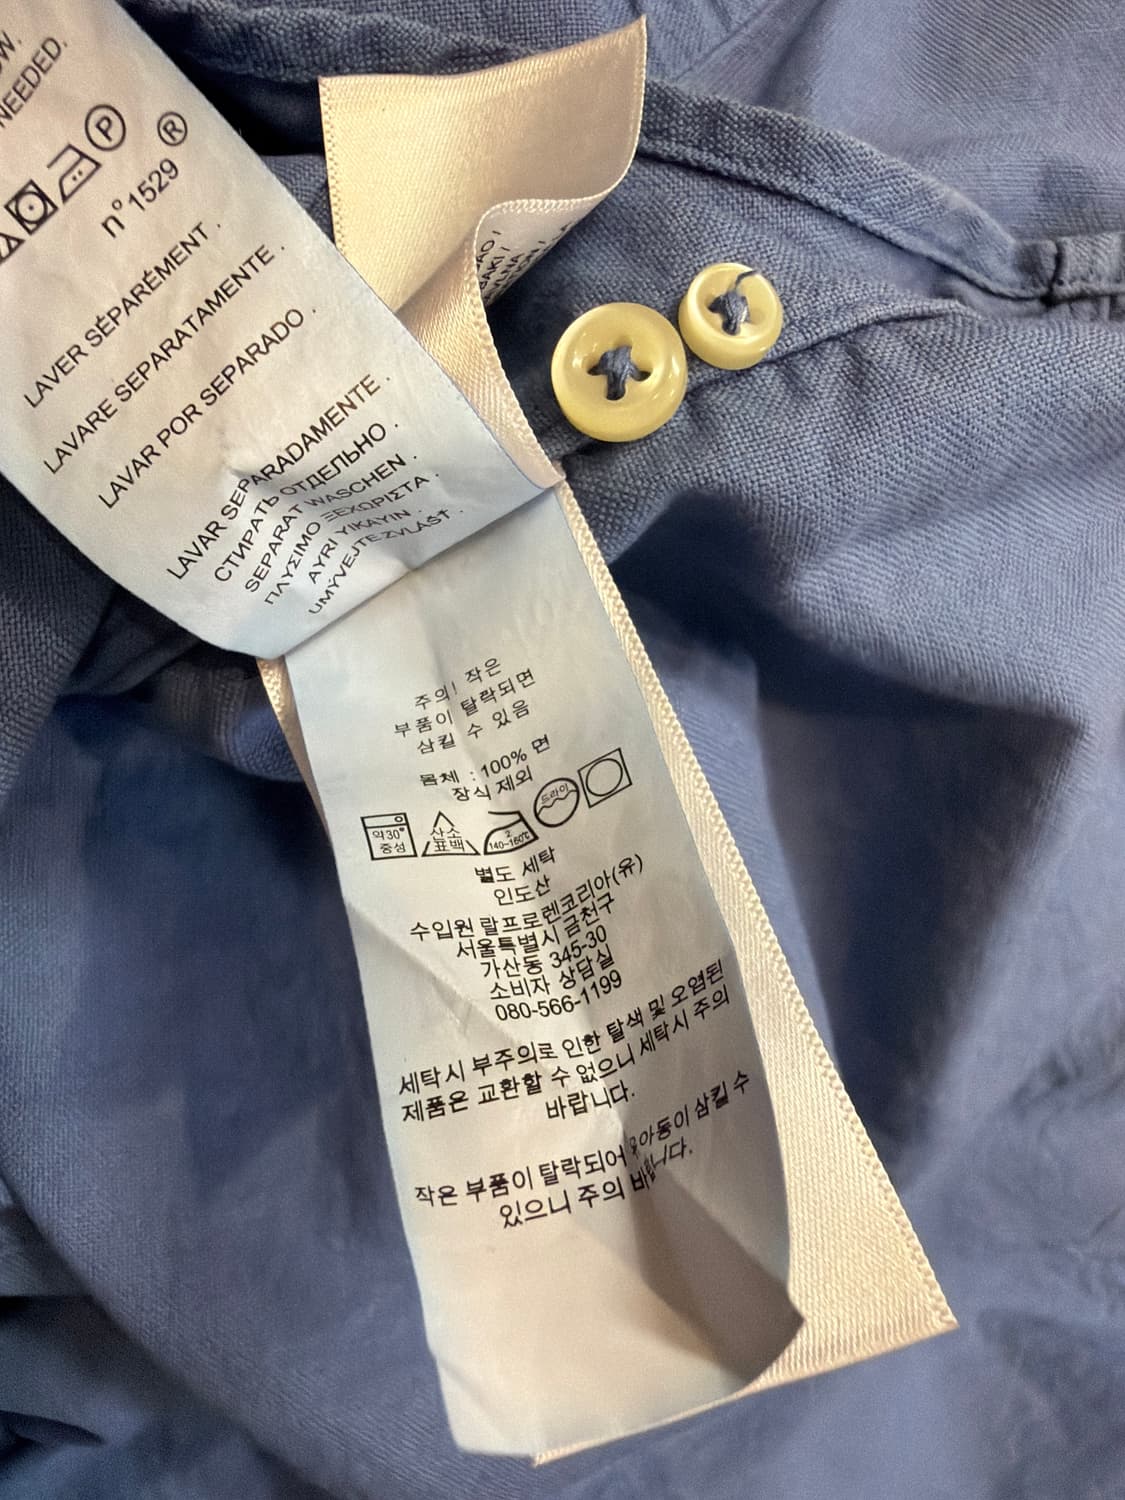 NEEDED.
P
®
n°1529
LAVER SÉPARÉMENT .
LAVARE SEPARATAMENTE .
LAVAR POR SEPARADO .
LAVAR SEPARADAMENTE .
СТИРАТЬ ОТДЕЛЬНО .
SEPARAT WASCHEN .
ΠΛΥΣΙΜΟ ΞΕΧΩΡΙΣΤΑ .
AYRI YIKAYIN .
UMÝVEJTE ZVLÁŠŤ .
주의! 작은
부품이 탈락되면
삼킬 수 있음
몸체 : 100% 면
장식 제외
약30°
중성
산소
표백
2
140~160℃
드라이
별도 세탁
인도산
수입원 랄프로렌코리아(유)
서울특별시 금천구
가산동 345-30
소비자 상담실
080-566-1199
세탁시 부주의로 인한 탈색 및 오염된
제품은 교환할 수 없으니 세탁시 주의
바랍니다.
작은 부품이 탈락되어 유아동이 삼킬 수
있으니 주의 바랍니다.